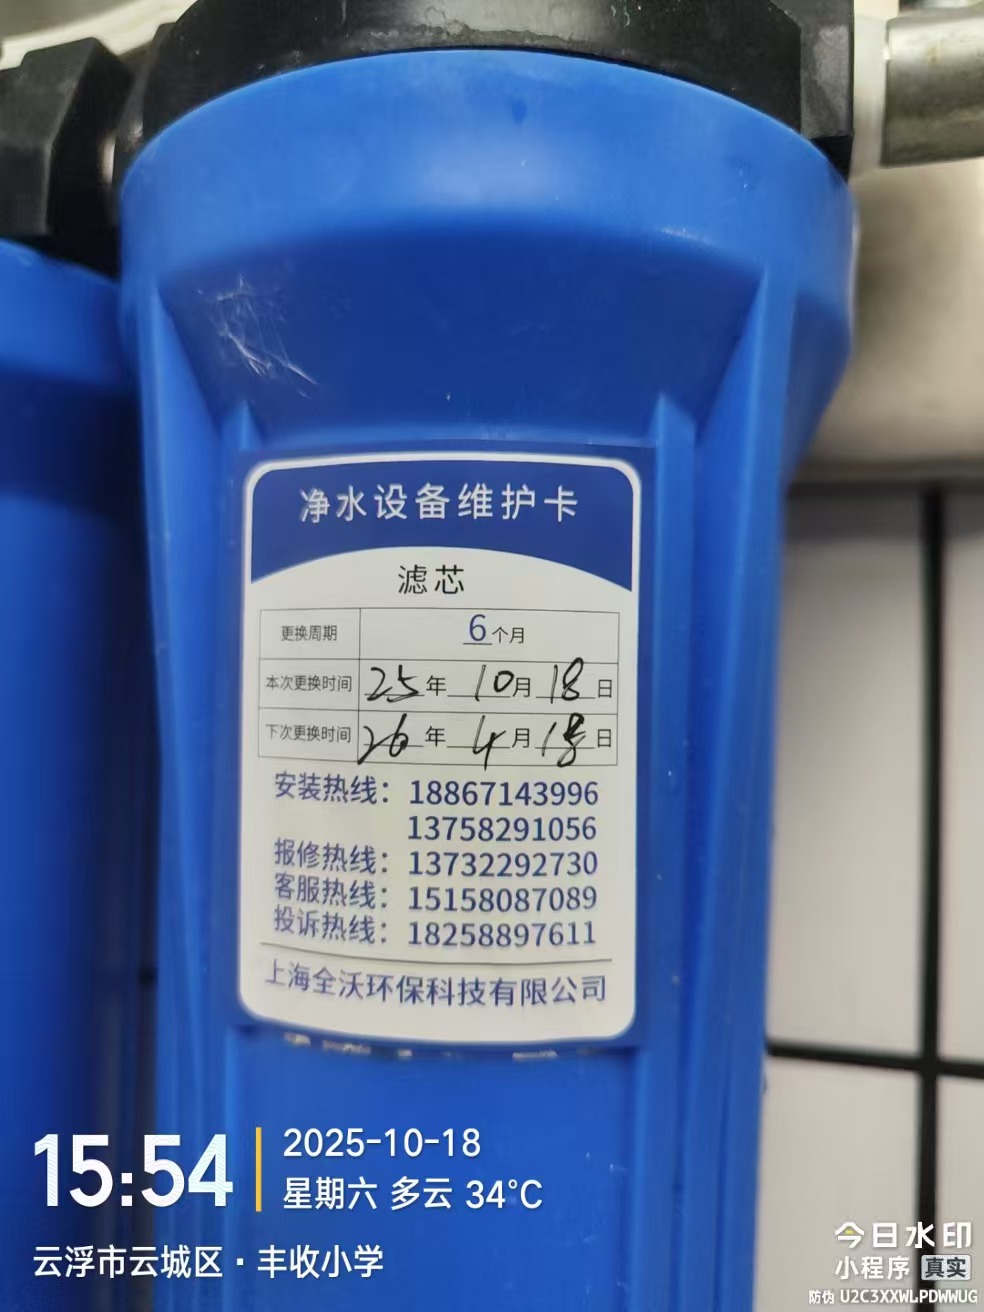 净水设备维护卡
滤芯
更换周期 6个月
本次更换时间 25年10月18日
下次更换时间 26年4月18日
安装热线：18867143996
13758291056
报修热线：13732292730
客服热线：15158087089
投诉热线：18258897611
上海全沃环保科技有限公司
15:54
2025-10-18
星期六 多云 34°C
云浮市云城区·丰收小学
今日水印
小程序 真实
防伪 U2C3XXWLPDWWUG